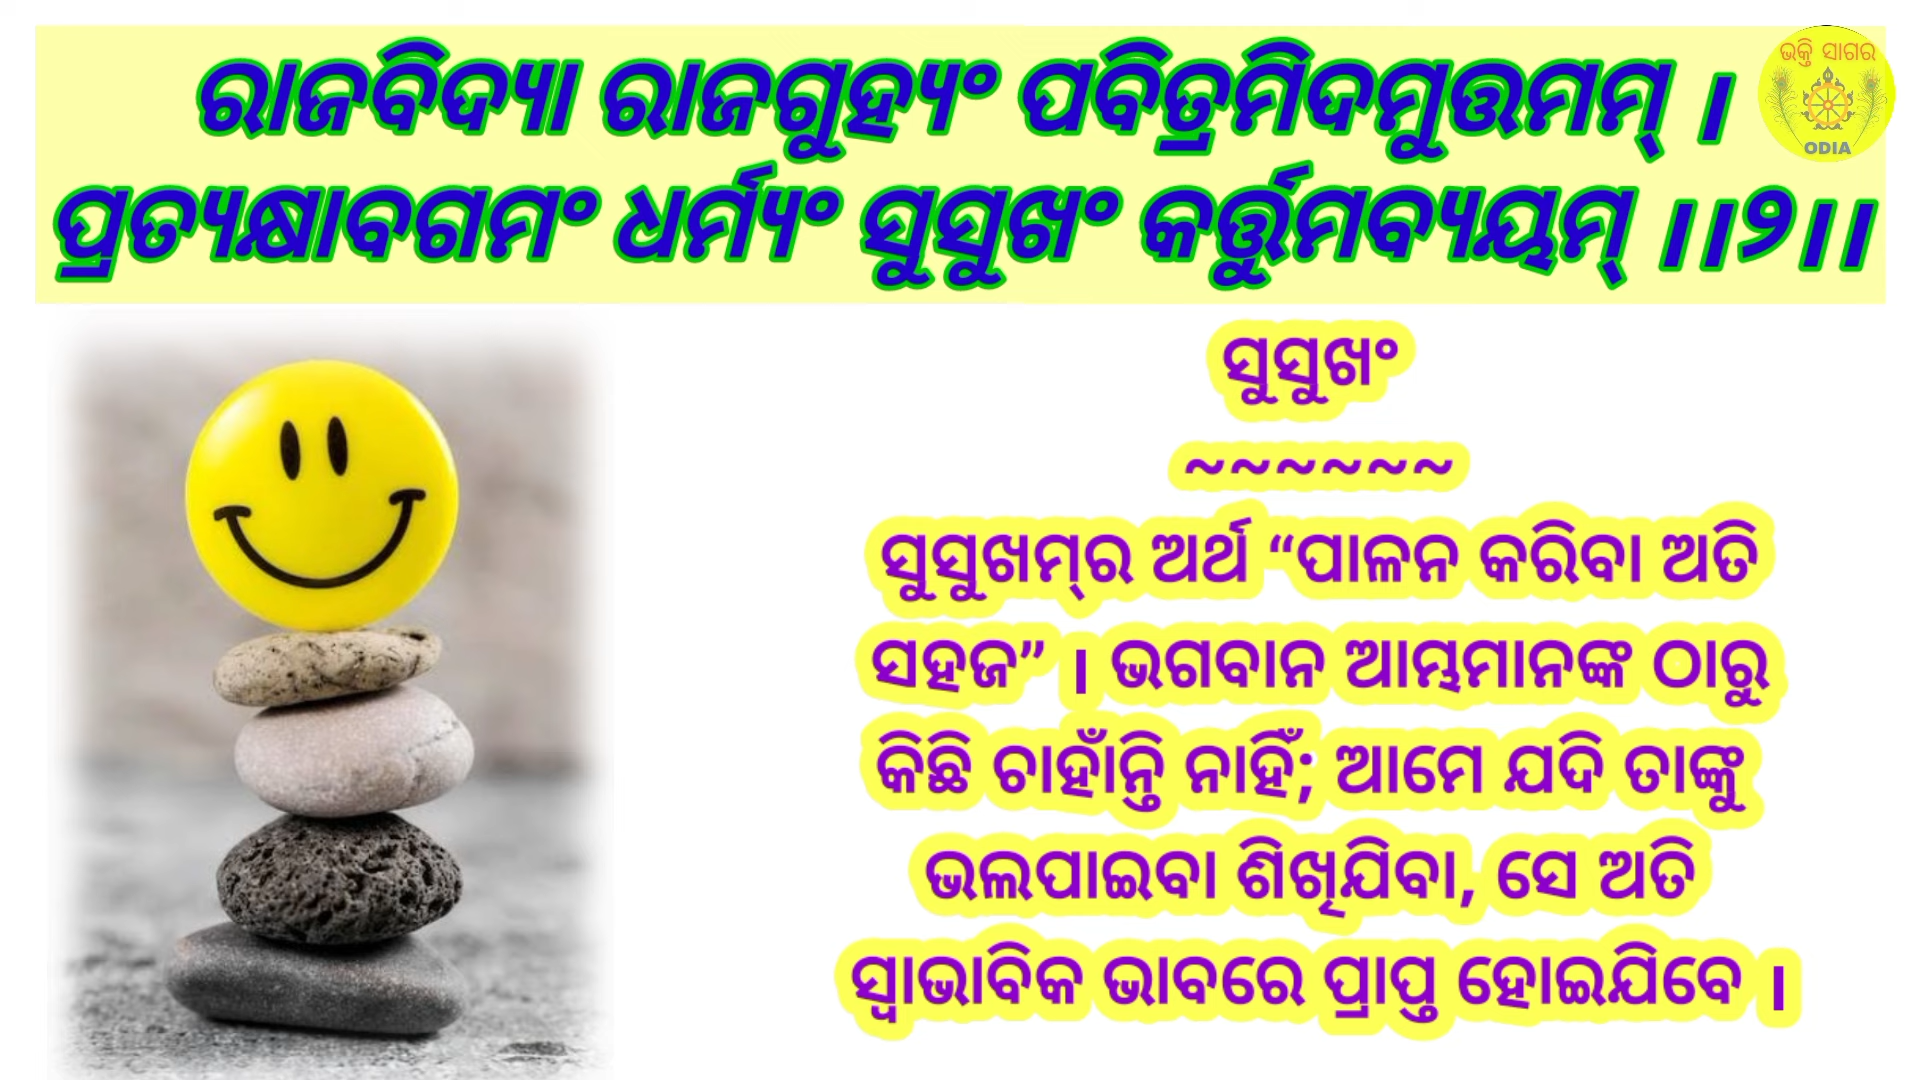 ରାଜବିଦ୍ୟା ରାଜଗୁହ୍ୟଂ ପବିତ୍ରମିଦମୁତ୍ତମମ୍ ।
ପ୍ରତ୍ୟକ୍ଷାବଗମଂ ଧର୍ମ୍ୟଂ ସୁସୁଖଂ କର୍ତ୍ତୁମବ୍ୟୟମ୍ ।।୨।।
ଭକ୍ତି ସାଗର
ODIA
ସୁସୁଖଂ
~~~~~~
ସୁସୁଖମ୍‌ର ଅର୍ଥ “ପାଳନ କରିବା ଅତି
ସହଜ” । ଭଗବାନ ଆମ୍ଭମାନଙ୍କ ଠାରୁ
କିଛି ଚାହାଁନ୍ତି ନାହିଁ; ଆମେ ଯଦି ତାଙ୍କୁ
ଭଲପାଇବା ଶିଖିଯିବା, ସେ ଅତି
ସ୍ୱାଭାବିକ ଭାବରେ ପ୍ରାପ୍ତ ହୋଇଯିବେ ।